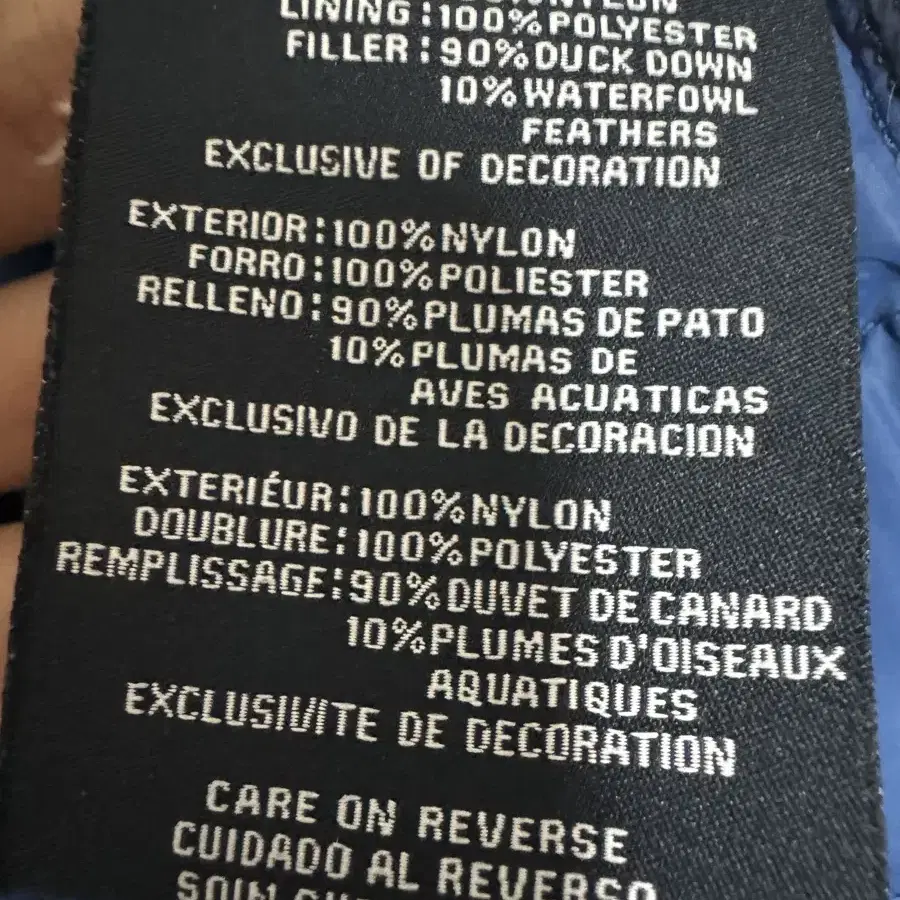 NYLON
LINING:100% POLYESTER
FILLER:90% DUCK DOWN
10% WATERFOWL
FEATHERS
EXCLUSIVE OF DECORATION
EXTERIOR:100% NYLON
FORRO:100% POLIESTER
RELLENO:90% PLUMAS DE PATO
10% PLUMAS DE
AVES ACUATICAS
EXCLUSIVO DE LA DECORACION
EXTERIÉUR:100% NYLON
DOUBLURE:100% POLYESTER
REMPLISSAGE:90% DUVET DE CANARD
10% PLUMES D'OISEAUX
AQUATIQUES
EXCLUSIVITE DE DECORATION
CARE ON REVERSE
CUIDADO AL REVERSO
SOIN